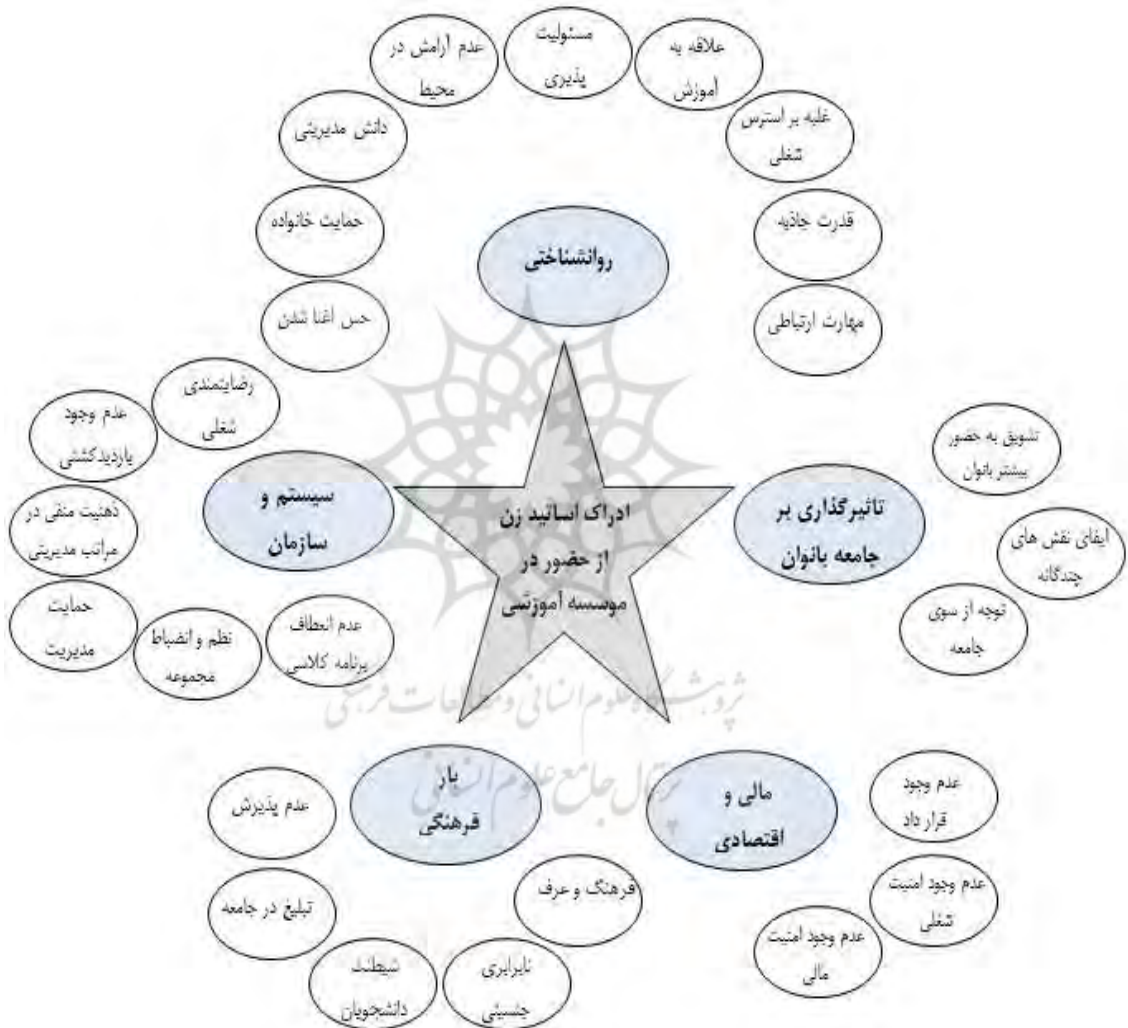 عدم آرامش در
محیط
مسئولیت
پذیری
علاقه به
آموزش
غلبه بر استرس
شغلی
دانش مدیریتی
حمایت خانواده
قدرت جاذبه
روانشناختی
حس اغنا شدن
مهارت ارتباطی
رضایتمندی
شغلی
عدم وجود
بازدیدکشتی
ذهنیت منفی در
مراتب مدیریتی
حمایت
مدیریت
نظم و انضباط
مجموعه
عدم انعطاف
برنامه کلاسی
سیستم و
سازمان
ادراک اساتید زن
از حضور در
موسسه آموزشی
تاثیرگذاری بر
جامعه بانوان
تشویق به حضور
بیشتر بانوان
ایفای نقش های
چندگانه
توجه از سوی
جامعه
پژوهشگاه علوم انسانی و مطالعات فرهنگی
پرتال جامع علوم انسانی
بار
فرهنگی
مالی و
اقتصادی
عدم پذیرش
تبلیغ در جامعه
شیطنت
دانشجویان
نابرابری
جنسیتی
فرهنگ و عرف
عدم وجود
قرار داد
عدم وجود امنیت
شغلی
عدم وجود امنیت
مالی